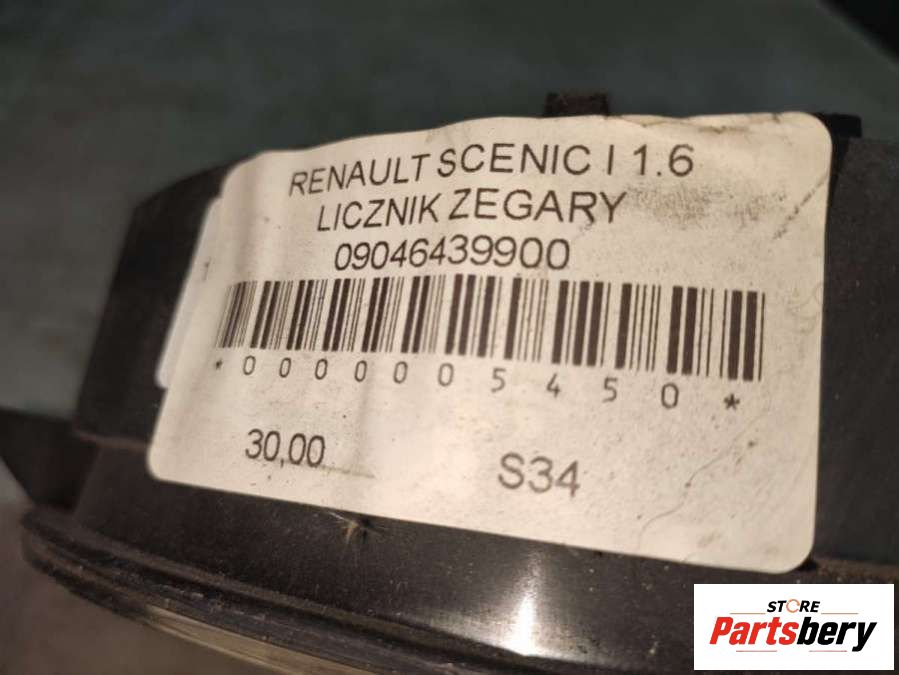 RENAULT SCENIC I 1.6
LICZNIK ZEGARY
09046439900
*0000005450*
30,00
S34
STORE
Partsbery